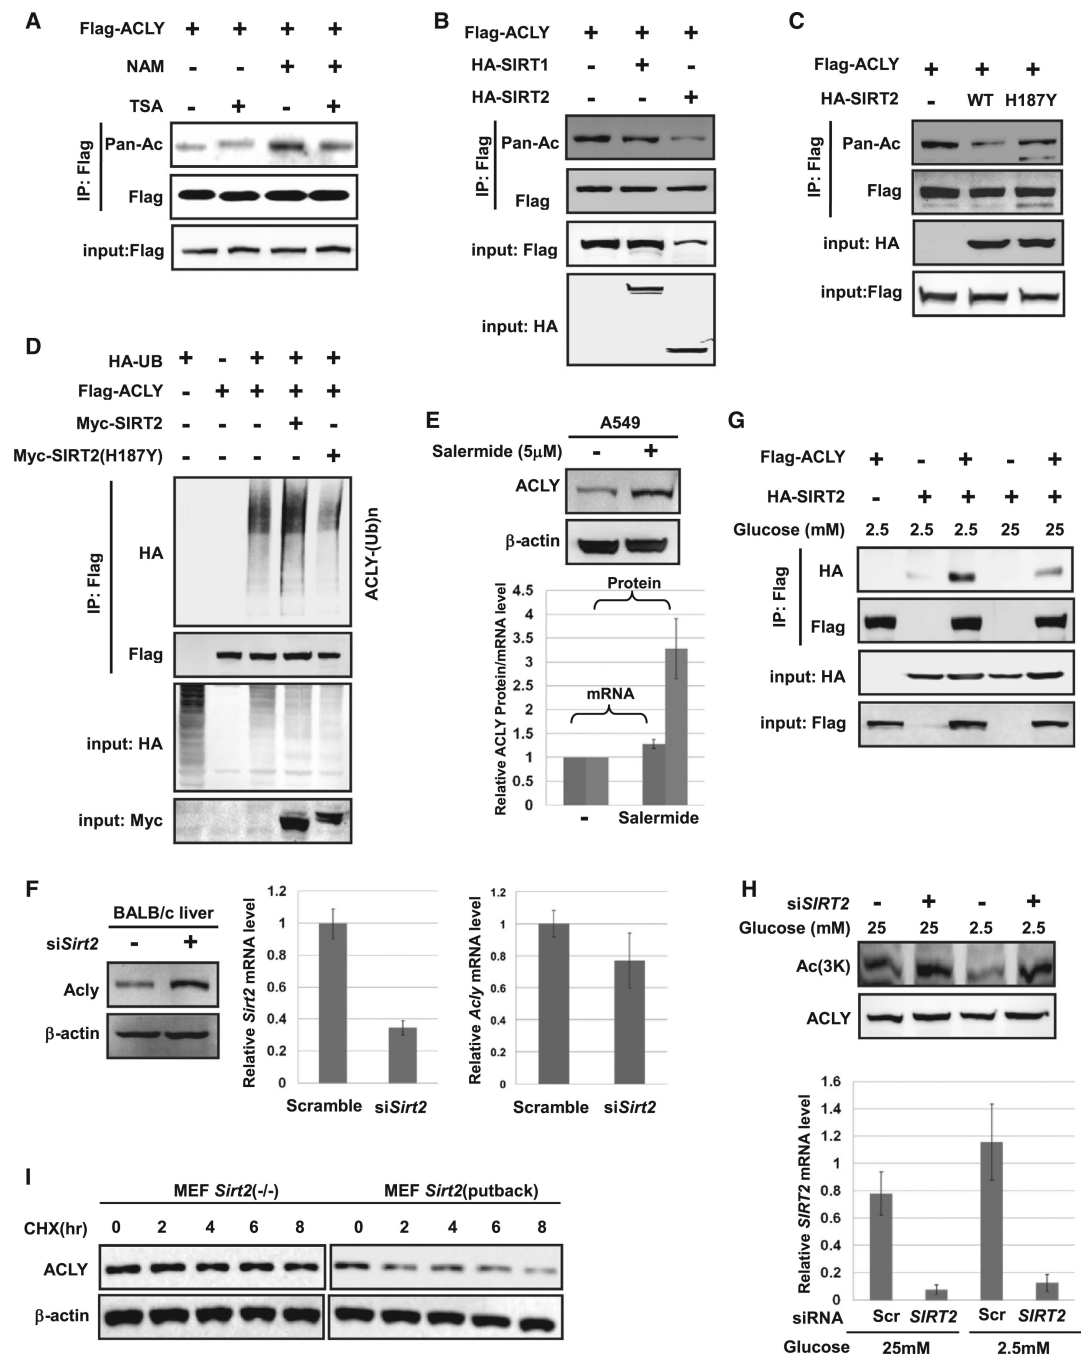 A
Flag-ACLY + + + +
NAM - - + +
TSA - + - +
IP: Flag
Pan-Ac
Flag
input:Flag
B
Flag-ACLY + + +
HA-SIRT1 - + -
HA-SIRT2 - - +
IP: Flag
Pan-Ac
Flag
input: Flag
input: HA
C
Flag-ACLY + + +
HA-SIRT2 - WT H187Y
IP: Flag
Pan-Ac
Flag
input: HA
input:Flag
D
HA-UB + - + + +
Flag-ACLY - + + + +
Myc-SIRT2 - - - + -
Myc-SIRT2(H187Y) - - - - +
IP: Flag
HA
ACLY-(Ub)n
Flag
input: HA
input: Myc
E
A549
Salermide (5μM) - +
ACLY
β-actin
Relative ACLY Protein/mRNA level
4.5
4
3.5
3
2.5
2
1.5
1
0.5
0
Protein
mRNA
- Salermide
G
Flag-ACLY + - + - +
HA-SIRT2 - + + + +
Glucose (mM) 2.5 2.5 2.5 25 25
IP: Flag
HA
Flag
input: HA
input: Flag
F
BALB/c liver
siSirt2 - +
Acly
β-actin
Relative Sirt2 mRNA level
1.2
1
0.8
0.6
0.4
0.2
0
Scramble siSirt2
Relative Acly mRNA level
1.2
1
0.8
0.6
0.4
0.2
0
Scramble siSirt2
H
siSIRT2 - + - +
Glucose (mM) 25 25 2.5 2.5
Ac(3K)
ACLY
Relative SIRT2 mRNA level
1.6
1.4
1.2
1
0.8
0.6
0.4
0.2
0
siRNA Scr SIRT2 Scr SIRT2
Glucose 25mM 2.5mM
I
MEF Sirt2(-/-) MEF Sirt2(putback)
CHX(hr) 0 2 4 6 8 0 2 4 6 8
ACLY
β-actin